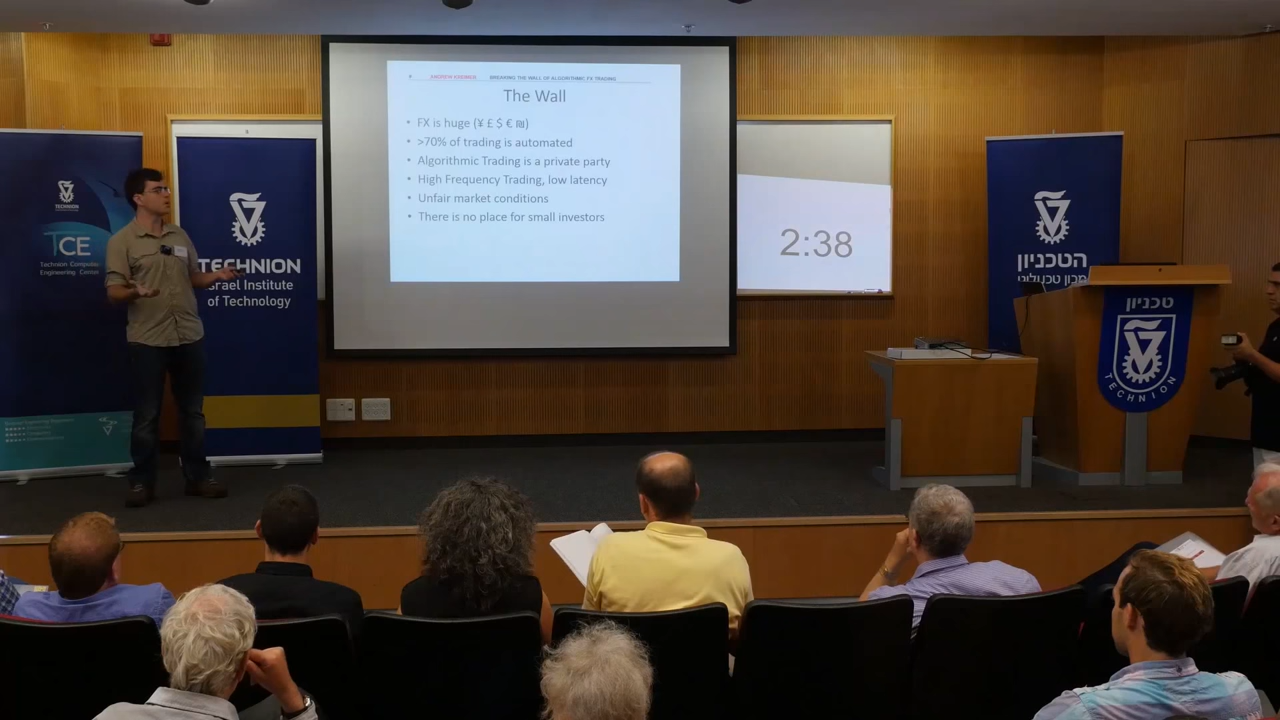 TECHNION
TCE
Technion Computer
Engineering Center
TECHNION
Israel Institute
of Technology
BREAKING THE WALL OF ALGORITHMIC FX TRADING
The Wall
• FX is huge (¥ £ $ € ₪)
• >70% of trading is automated
• Algorithmic Trading is a private party
• High Frequency Trading, low latency
• Unfair market conditions
• There is no place for small investors
2:38
הטכניון
מכון טכנולוגי
טכניון
TECHNION